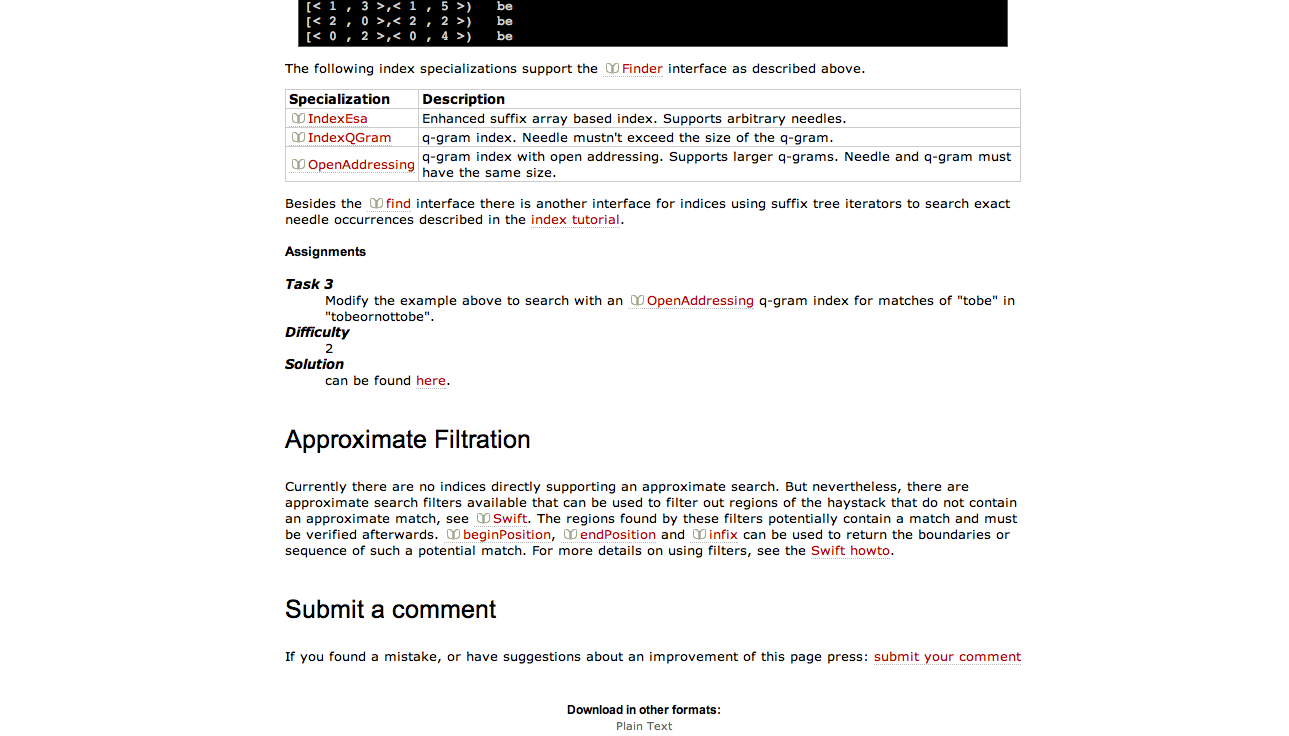 [< 1 , 3 >,< 1 , 5 >)   be
[< 2 , 0 >,< 2 , 2 >)   be
[< 0 , 2 >,< 0 , 4 >)   be
The following index specializations support the Finder interface as described above.
Specialization Description
IndexEsa Enhanced suffix array based index. Supports arbitrary needles.
IndexQGram q-gram index. Needle mustn't exceed the size of the q-gram.
OpenAddressing q-gram index with open addressing. Supports larger q-grams. Needle and q-gram must
have the same size.
Besides the find interface there is another interface for indices using suffix tree iterators to search exact
needle occurrences described in the index tutorial.
Assignments
Task 3
Modify the example above to search with an OpenAddressing q-gram index for matches of "tobe" in
"tobeornottobe".
Difficulty
2
Solution
can be found here.
Approximate Filtration
Currently there are no indices directly supporting an approximate search. But nevertheless, there are
approximate search filters available that can be used to filter out regions of the haystack that do not contain
an approximate match, see Swift. The regions found by these filters potentially contain a match and must
be verified afterwards. beginPosition, endPosition and infix can be used to return the boundaries or
sequence of such a potential match. For more details on using filters, see the Swift howto.
Submit a comment
If you found a mistake, or have suggestions about an improvement of this page press: submit your comment
Download in other formats:
Plain Text